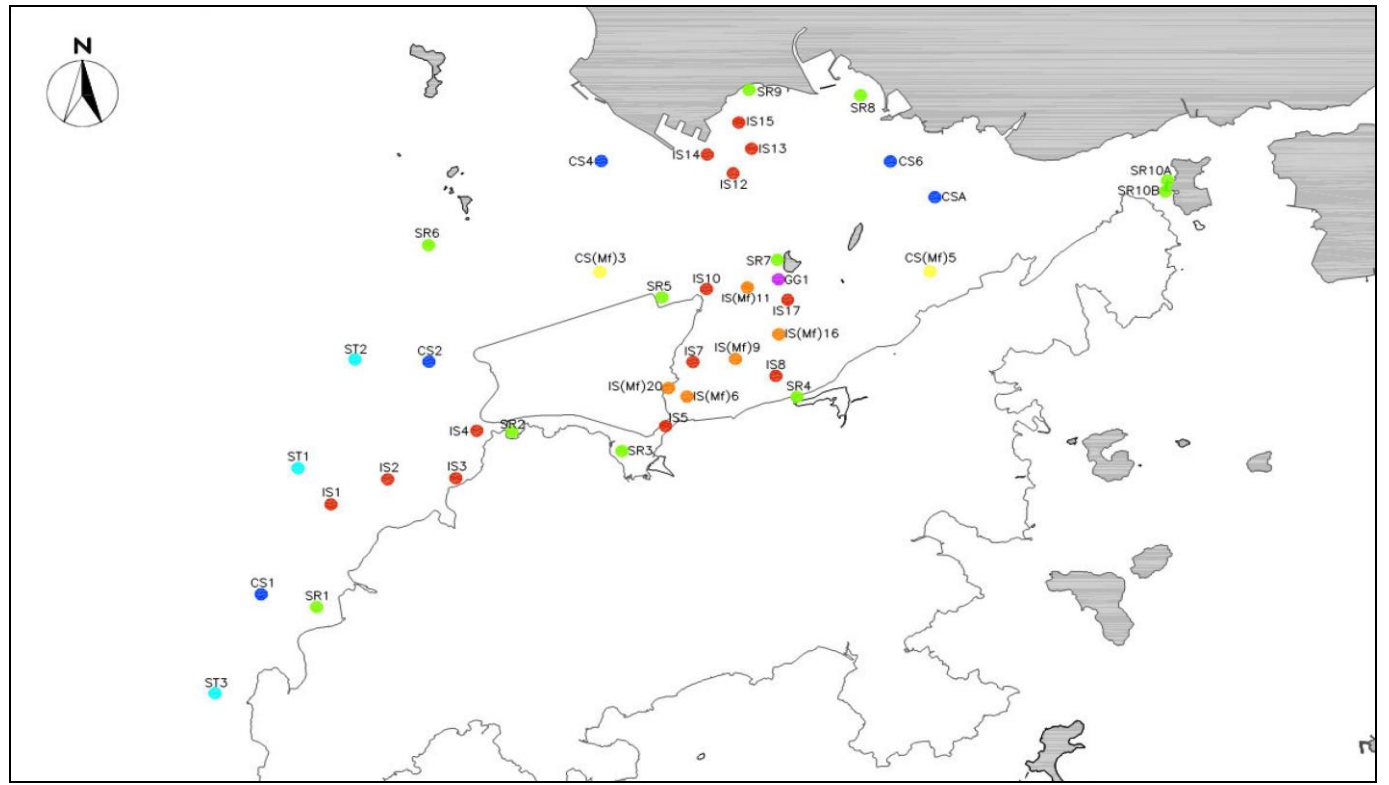 N
SR9
SR8
IS15
IS14
IS13
CS4
CS6
IS12
SR10A
SR10B
CSA
SR6
CS(Mf)3
SR7
CS(Mf)5
IS10
GG1
SR5
IS(Mf)11
IS17
IS(Mf)16
ST2
CS2
IS7
IS(Mf)9
IS8
IS(Mf)20
IS(Mf)6
SR4
IS5
IS4
SR2
SR3
ST1
IS2
IS3
IS1
CS1
SR1
ST3